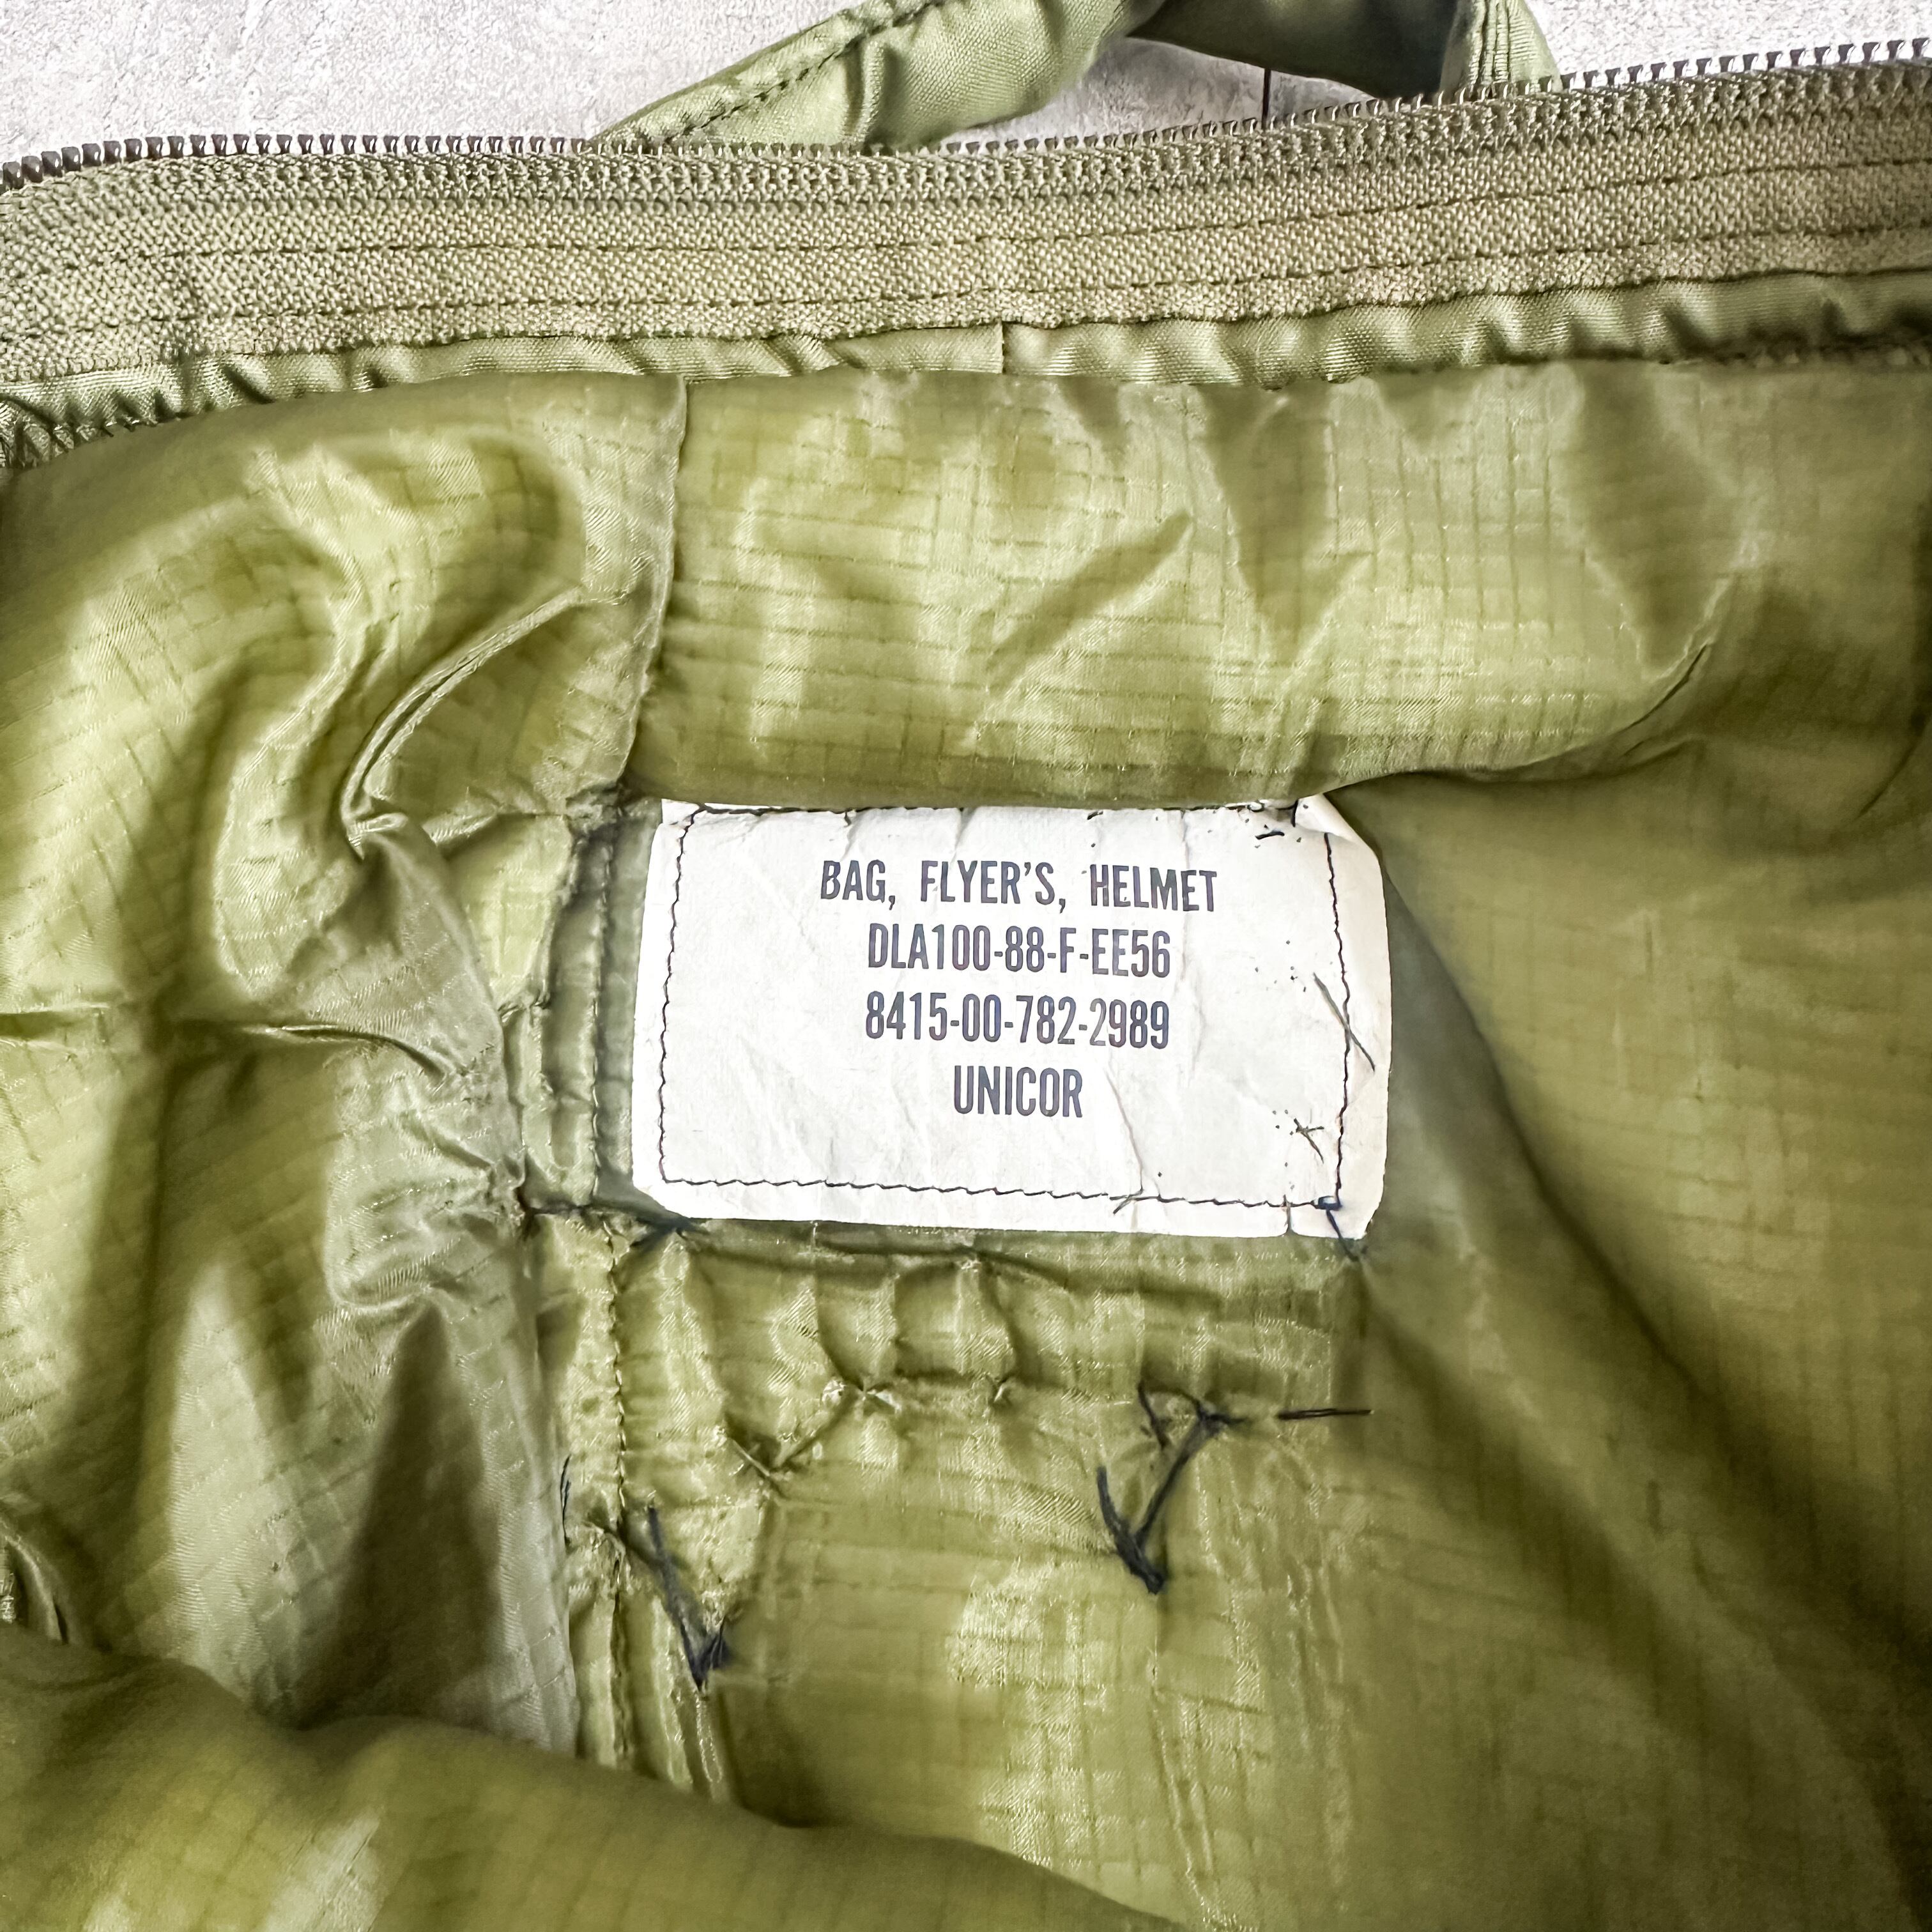 BAG, FLYER'S, HELMET
DLA100-88-F-EE56
8415-00-782-2989
UNICOR